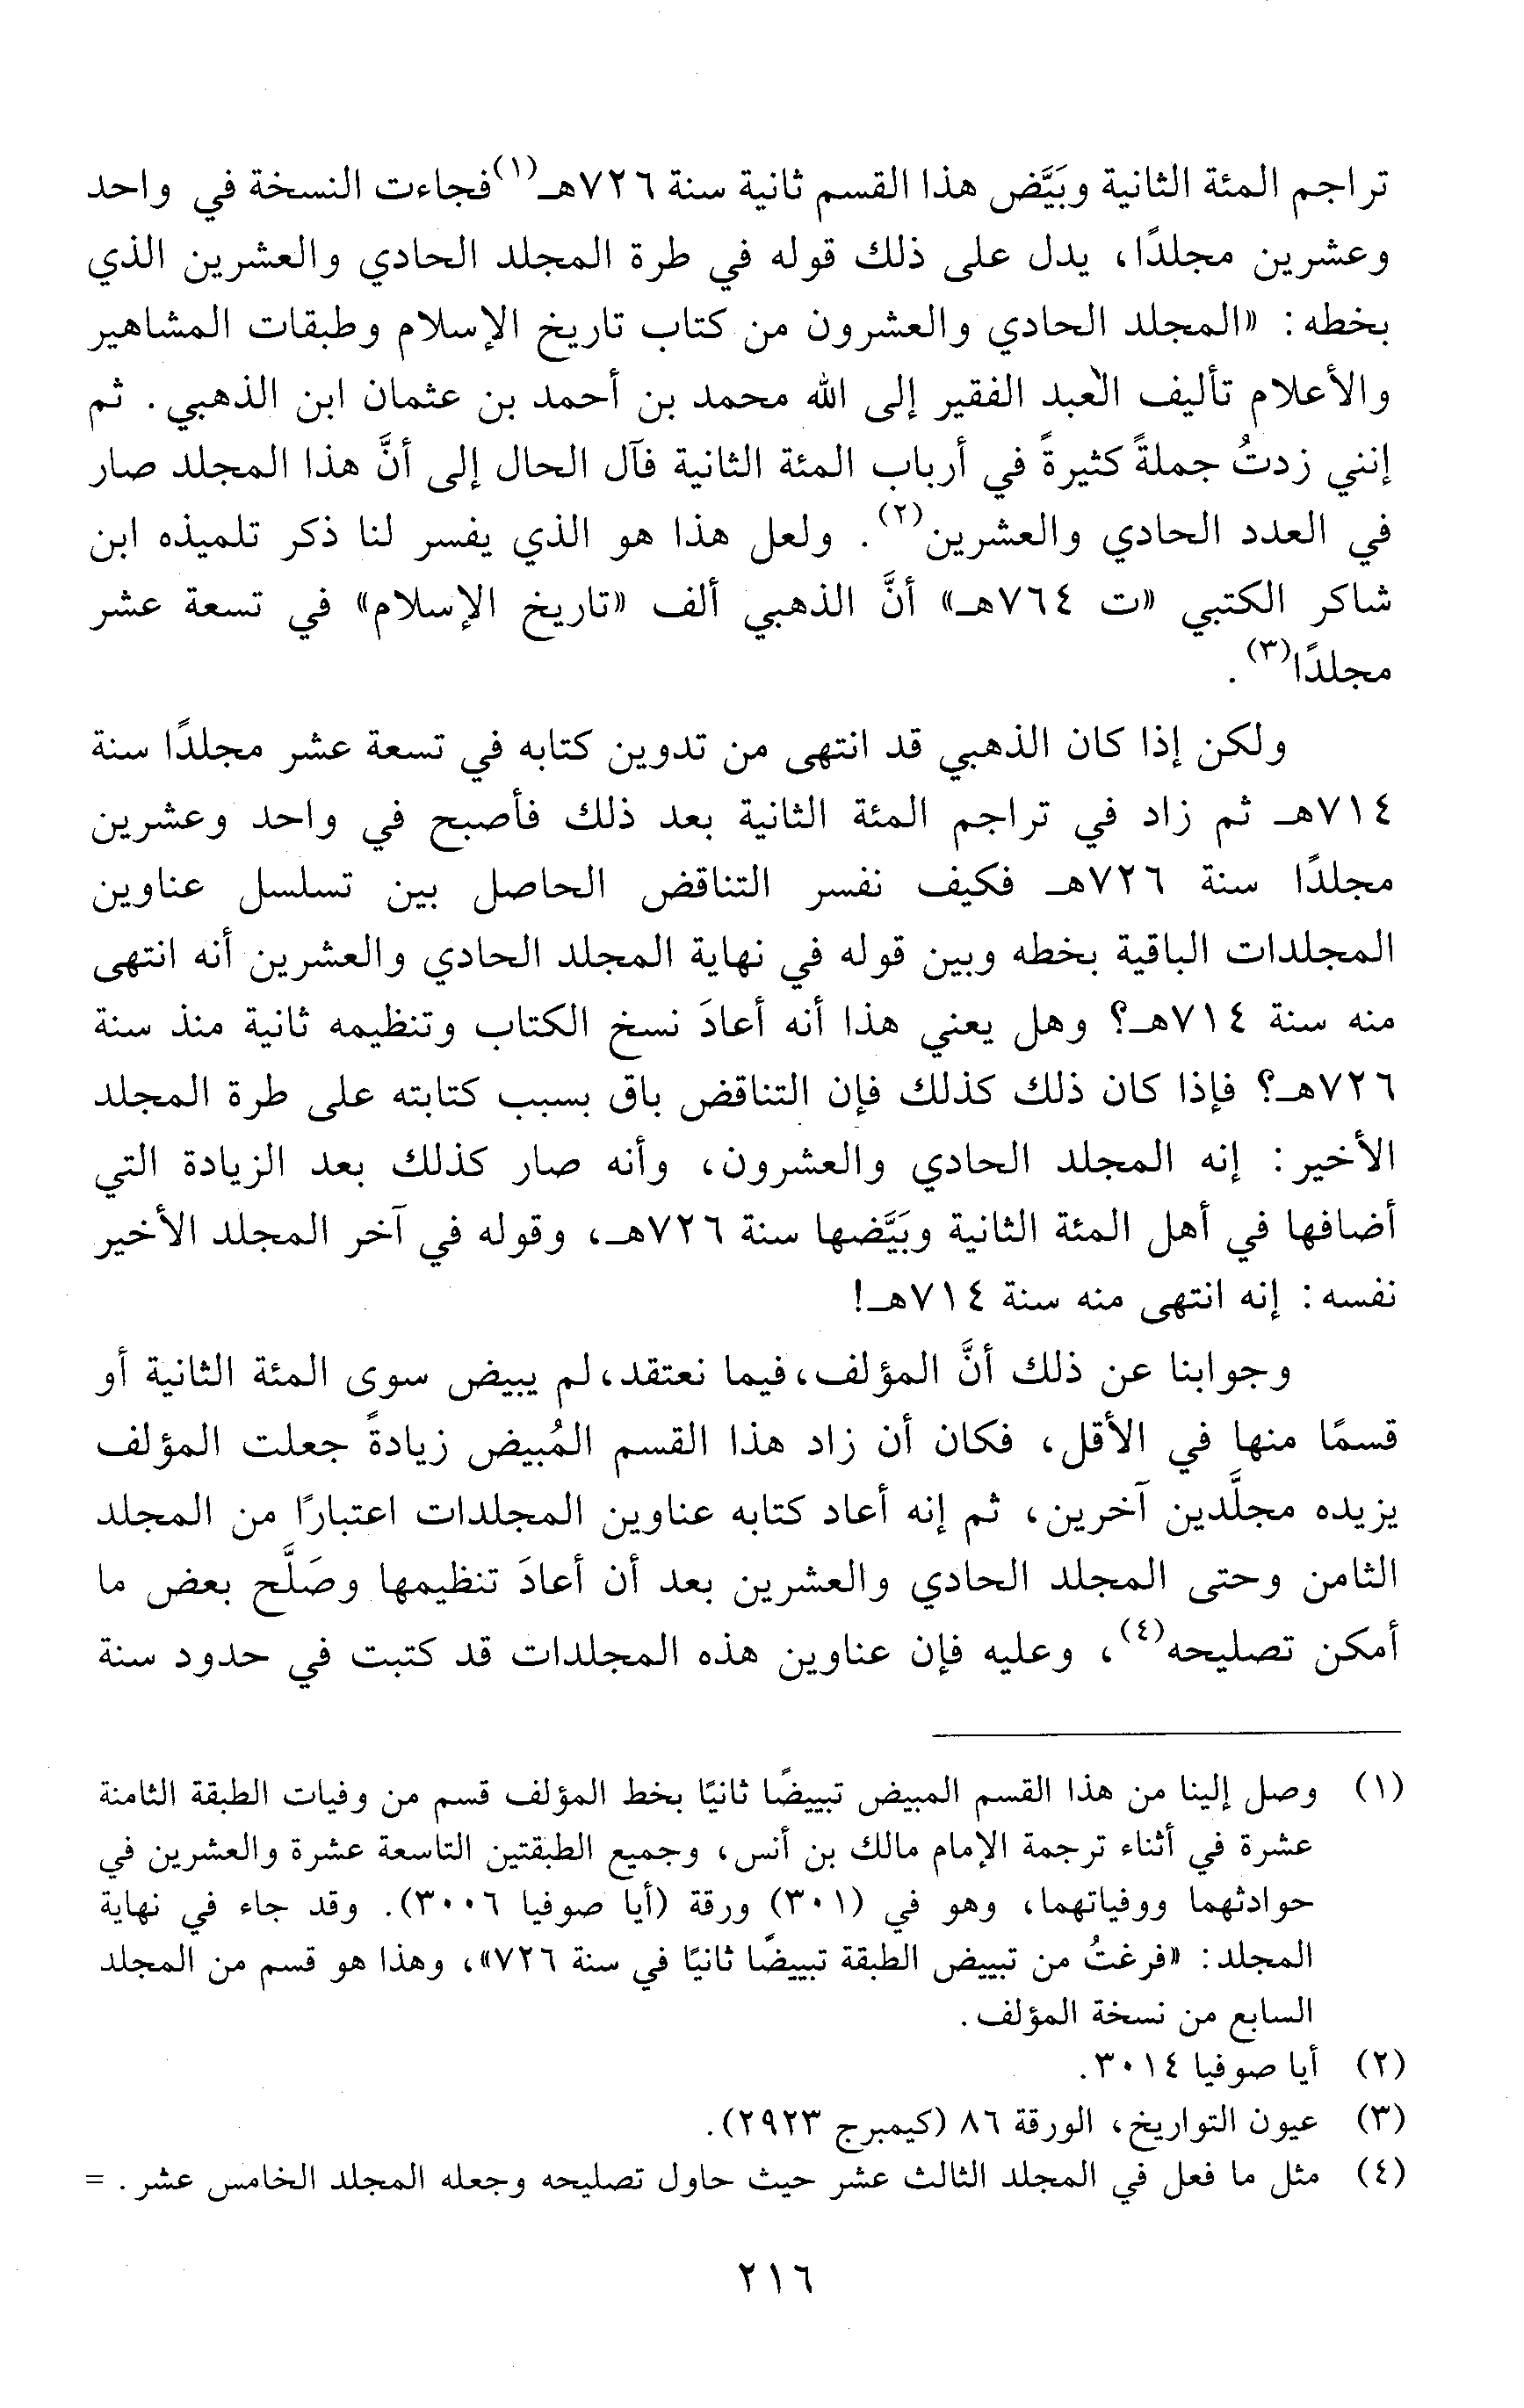 تراجم المئة الثانية وبَيَّض هذا القسم ثانية سنة ٧٢٦هـ(١)فجاءت النسخة في واحد
وعشرين مجلدًا، يدل على ذلك قوله في طرة المجلد الحادي والعشرين الذي
بخطه: «المجلد الحادي والعشرون من كتاب تاريخ الإسلام وطبقات المشاهير
والأعلام تأليف العبد الفقير إلى الله محمد بن أحمد بن عثمان ابن الذهبي. ثم
إنني زدتُ جملةً كثيرةً في أرباب المئة الثانية فآل الحال إلى أنَّ هذا المجلد صار
في العدد الحادي والعشرين(٢). ولعل هذا هو الذي يفسر لنا ذكر تلميذه ابن
شاكر الكتبي «ت ٧٦٤هـ» أنَّ الذهبي ألف «تاريخ الإسلام» في تسعة عشر
مجلدًا(٣).
ولكن إذا كان الذهبي قد انتهى من تدوين كتابه في تسعة عشر مجلدًا سنة
٧١٤هـ ثم زاد في تراجم المئة الثانية بعد ذلك فأصبح في واحد وعشرين
مجلدًا سنة ٧٢٦هـ فكيف نفسر التناقض الحاصل بين تسلسل عناوين
المجلدات الباقية بخطه وبين قوله في نهاية المجلد الحادي والعشرين أنه انتهى
منه سنة ٧١٤هـ؟ وهل يعني هذا أنه أعادَ نسخ الكتاب وتنظيمه ثانية منذ سنة
٧٢٦هـ؟ فإذا كان ذلك كذلك فإن التناقض باق بسبب كتابته على طرة المجلد
الأخير: إنه المجلد الحادي والعشرون، وأنه صار كذلك بعد الزيادة التي
أضافها في أهل المئة الثانية وبَيَّضها سنة ٧٢٦هـ، وقوله في آخر المجلد الأخير
نفسه: إنه انتهى منه سنة ٧١٤هـ!
وجوابنا عن ذلك أنَّ المؤلف،فيما نعتقد،لم يبيض سوى المئة الثانية أو
قسمًا منها في الأقل، فكان أن زاد هذا القسم المُبيض زيادةً جعلت المؤلف
يزيده مجلَّدين آخرين، ثم إنه أعاد كتابه عناوين المجلدات اعتبارًا من المجلد
الثامن وحتى المجلد الحادي والعشرين بعد أن أعادَ تنظيمها وصَلَّح بعض ما
أمكن تصليحه(٤)، وعليه فإن عناوين هذه المجلدات قد كتبت في حدود سنة
(١) وصل إلينا من هذا القسم المبيض تبييضًا ثانيًا بخط المؤلف قسم من وفيات الطبقة الثامنة
عشرة في أثناء ترجمة الإمام مالك بن أنس، وجميع الطبقتين التاسعة عشرة والعشرين في
حوادثهما ووفياتهما، وهو في (٣٠١) ورقة (أيا صوفيا ٣٠٠٦). وقد جاء في نهاية
المجلد: «فرغتُ من تبييض الطبقة تبييضًا ثانيًا في سنة ٧٢٦»، وهذا هو قسم من المجلد
السابع من نسخة المؤلف.
(٢) أيا صوفيا ٣٠١٤.
(٣) عيون التواريخ، الورقة ٨٦ (كيمبرج ٢٩٢٣).
(٤) مثل ما فعل في المجلد الثالث عشر حيث حاول تصليحه وجعله المجلد الخامس عشر. =
٢١٦